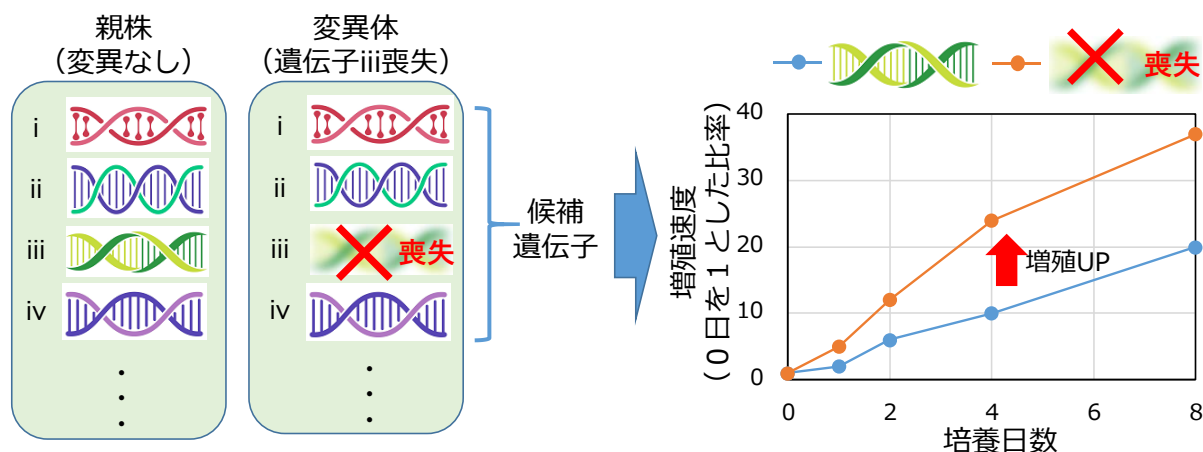 親株
（変異なし）
i
ii
iii
iv
・
・
・
変異体
（遺伝子iii喪失）
i
ii
iii
喪失
iv
・
・
・
候補
遺伝子
喪失
増殖速度
（０日を１とした比率）
40
30
20
10
0
増殖UP
0
2
4
6
8
培養日数